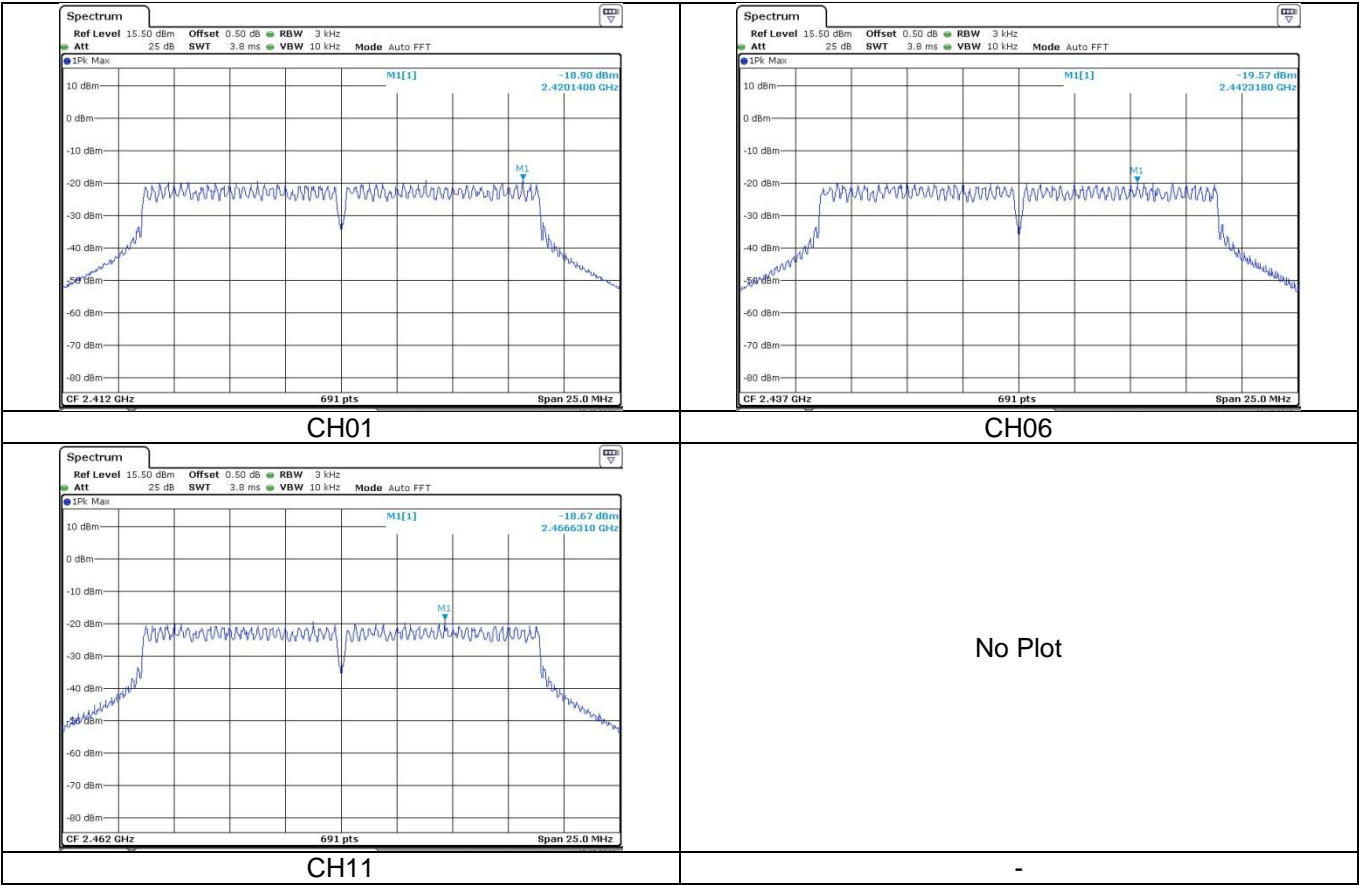 Spectrum
Ref Level 15.50 dBm Offset 0.50 dB RBW 3 kHz
Att 25 dB SWT 3.8 ms VBW 10 kHz Mode Auto FFT
1Pk Max
M1[1] -18.90 dBm
2.4201400 GHz
10 dBm
0 dBm
-10 dBm
M1
-20 dBm
-30 dBm
-40 dBm
-50 dBm
-60 dBm
-70 dBm
-80 dBm
CF 2.412 GHz 691 pts Span 25.0 MHz
CH01
Spectrum
Ref Level 15.50 dBm Offset 0.50 dB RBW 3 kHz
Att 25 dB SWT 3.8 ms VBW 10 kHz Mode Auto FFT
1Pk Max
M1[1] -19.57 dBm
2.4423180 GHz
10 dBm
0 dBm
-10 dBm
M1
-20 dBm
-30 dBm
-40 dBm
-50 dBm
-60 dBm
-70 dBm
-80 dBm
CF 2.437 GHz 691 pts Span 25.0 MHz
CH06
Spectrum
Ref Level 15.50 dBm Offset 0.50 dB RBW 3 kHz
Att 25 dB SWT 3.8 ms VBW 10 kHz Mode Auto FFT
1Pk Max
M1[1] -18.67 dBm
2.4666310 GHz
10 dBm
0 dBm
-10 dBm
M1
-20 dBm
-30 dBm
-40 dBm
-50 dBm
-60 dBm
-70 dBm
-80 dBm
CF 2.462 GHz 691 pts Span 25.0 MHz
CH11
No Plot
-